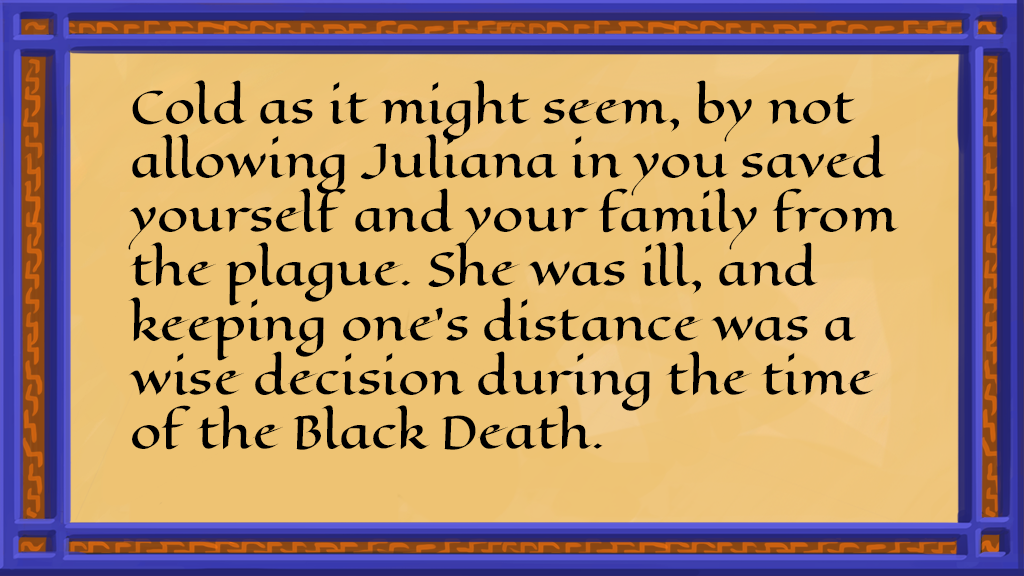 Cold as it might seem, by not
allowing Juliana in you saved
yourself and your family from
the plague. She was ill, and
keeping one's distance was a
wise decision during the time
of the Black Death.